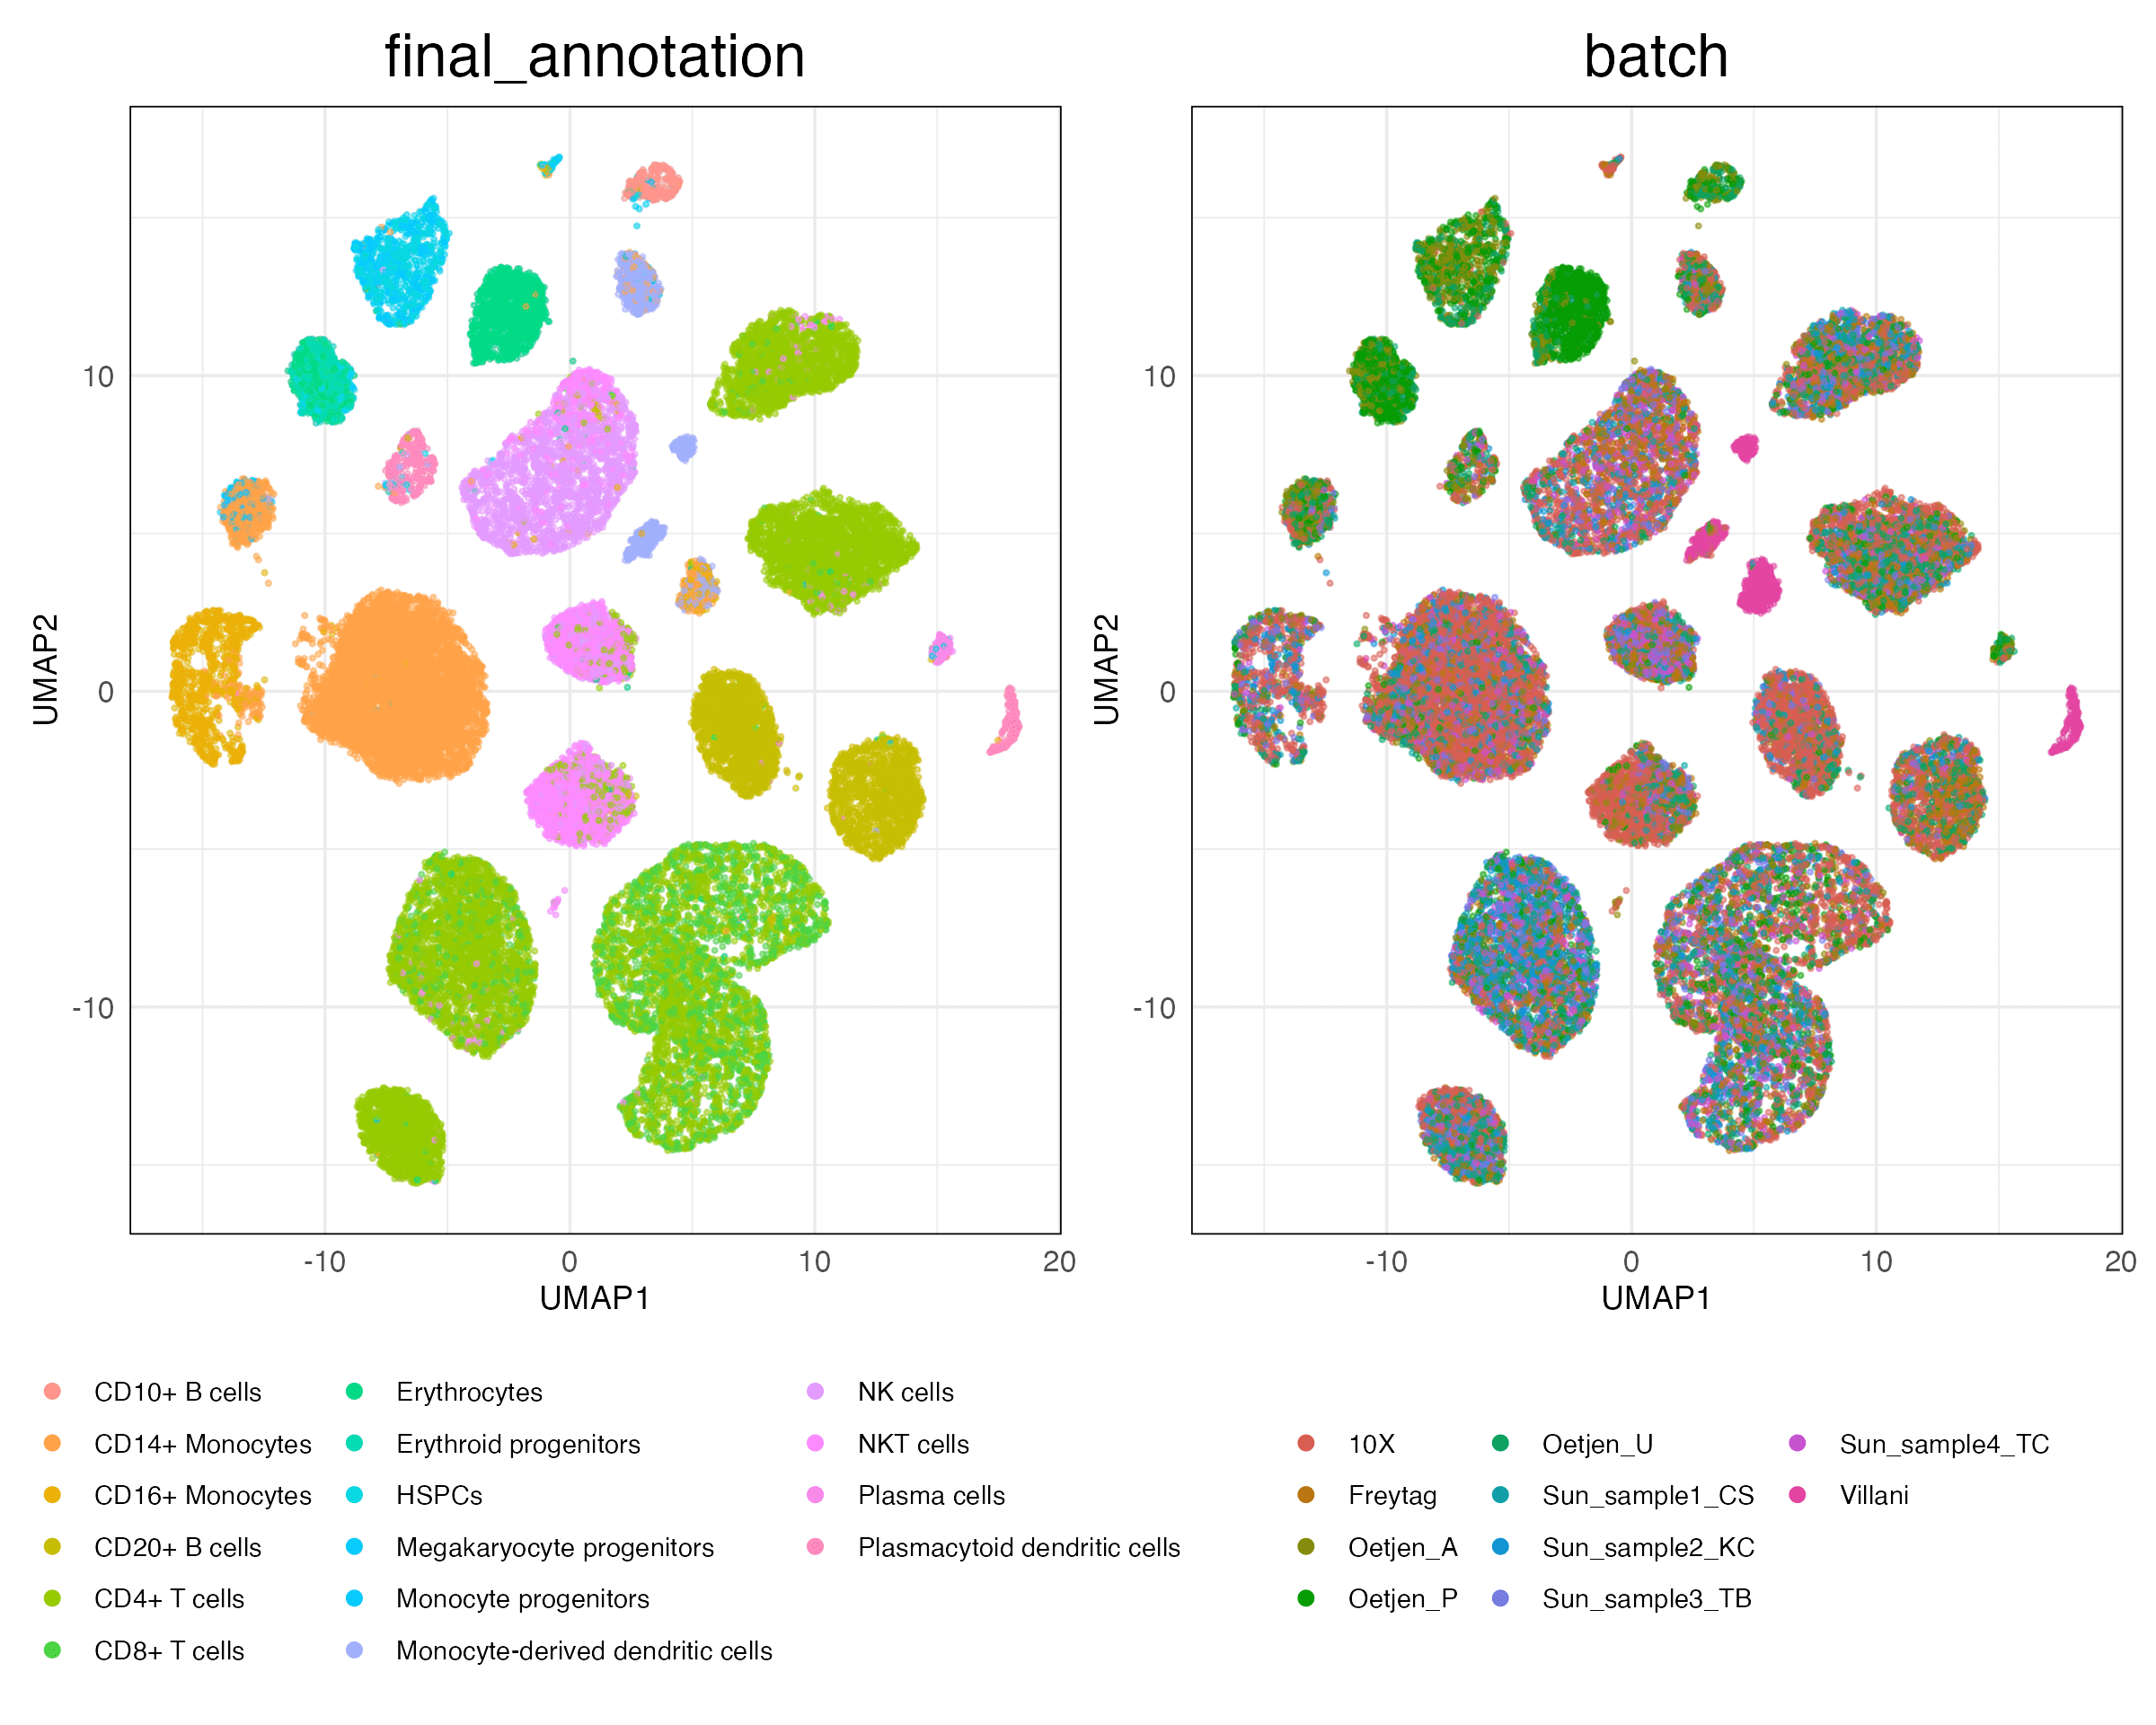 final_annotation
batch
10
0
-10
UMAP2
-10
0
10
20
UMAP1
10
0
-10
UMAP2
-10
0
10
20
UMAP1
CD10+ B cells
CD14+ Monocytes
CD16+ Monocytes
CD20+ B cells
CD4+ T cells
CD8+ T cells
Erythrocytes
Erythroid progenitors
HSPCs
Megakaryocyte progenitors
Monocyte progenitors
Monocyte-derived dendritic cells
NK cells
NKT cells
Plasma cells
Plasmacytoid dendritic cells
10X
Freytag
Oetjen_A
Oetjen_P
Oetjen_U
Sun_sample1_CS
Sun_sample2_KC
Sun_sample3_TB
Sun_sample4_TC
Villani